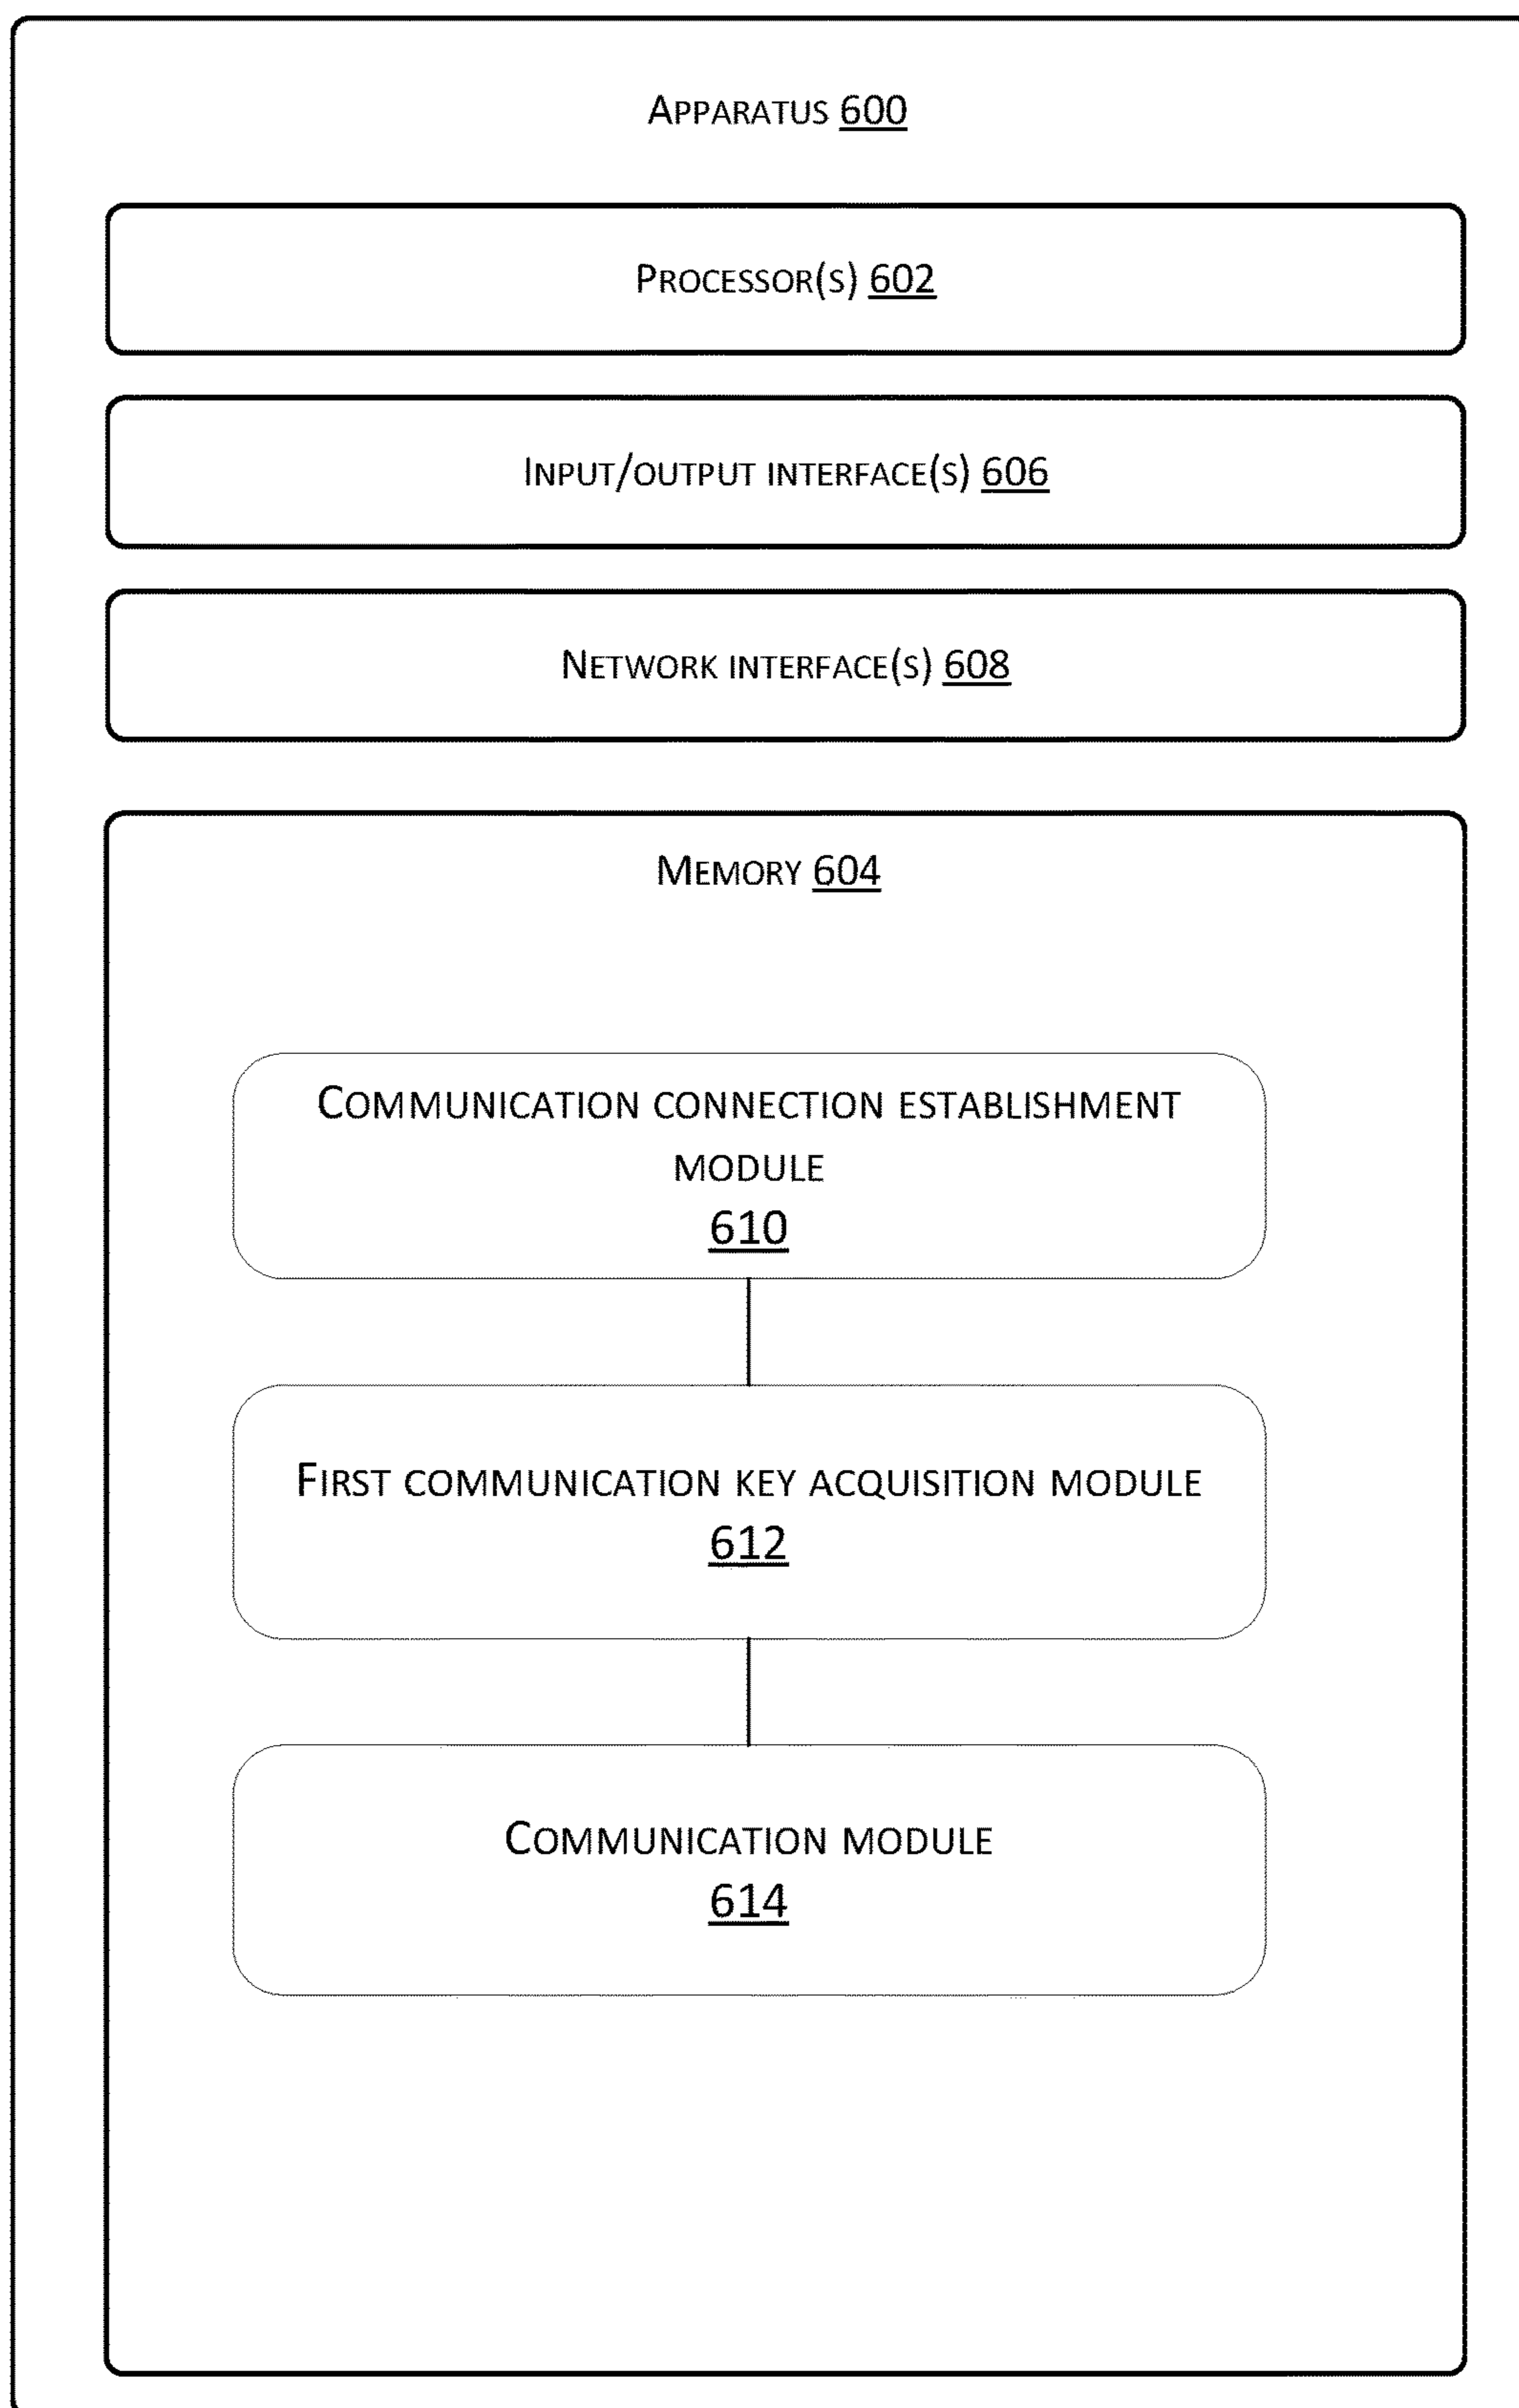 APPARATUS 600
PROCESSOR(S) 602
INPUT/OUTPUT INTERFACE(S) 606
NETWORK INTERFACE(S) 608
MEMORY 604
COMMUNICATION CONNECTION ESTABLISHMENT
MODULE
610
FIRST COMMUNICATION KEY ACQUISITION MODULE
612
COMMUNICATION MODULE
614